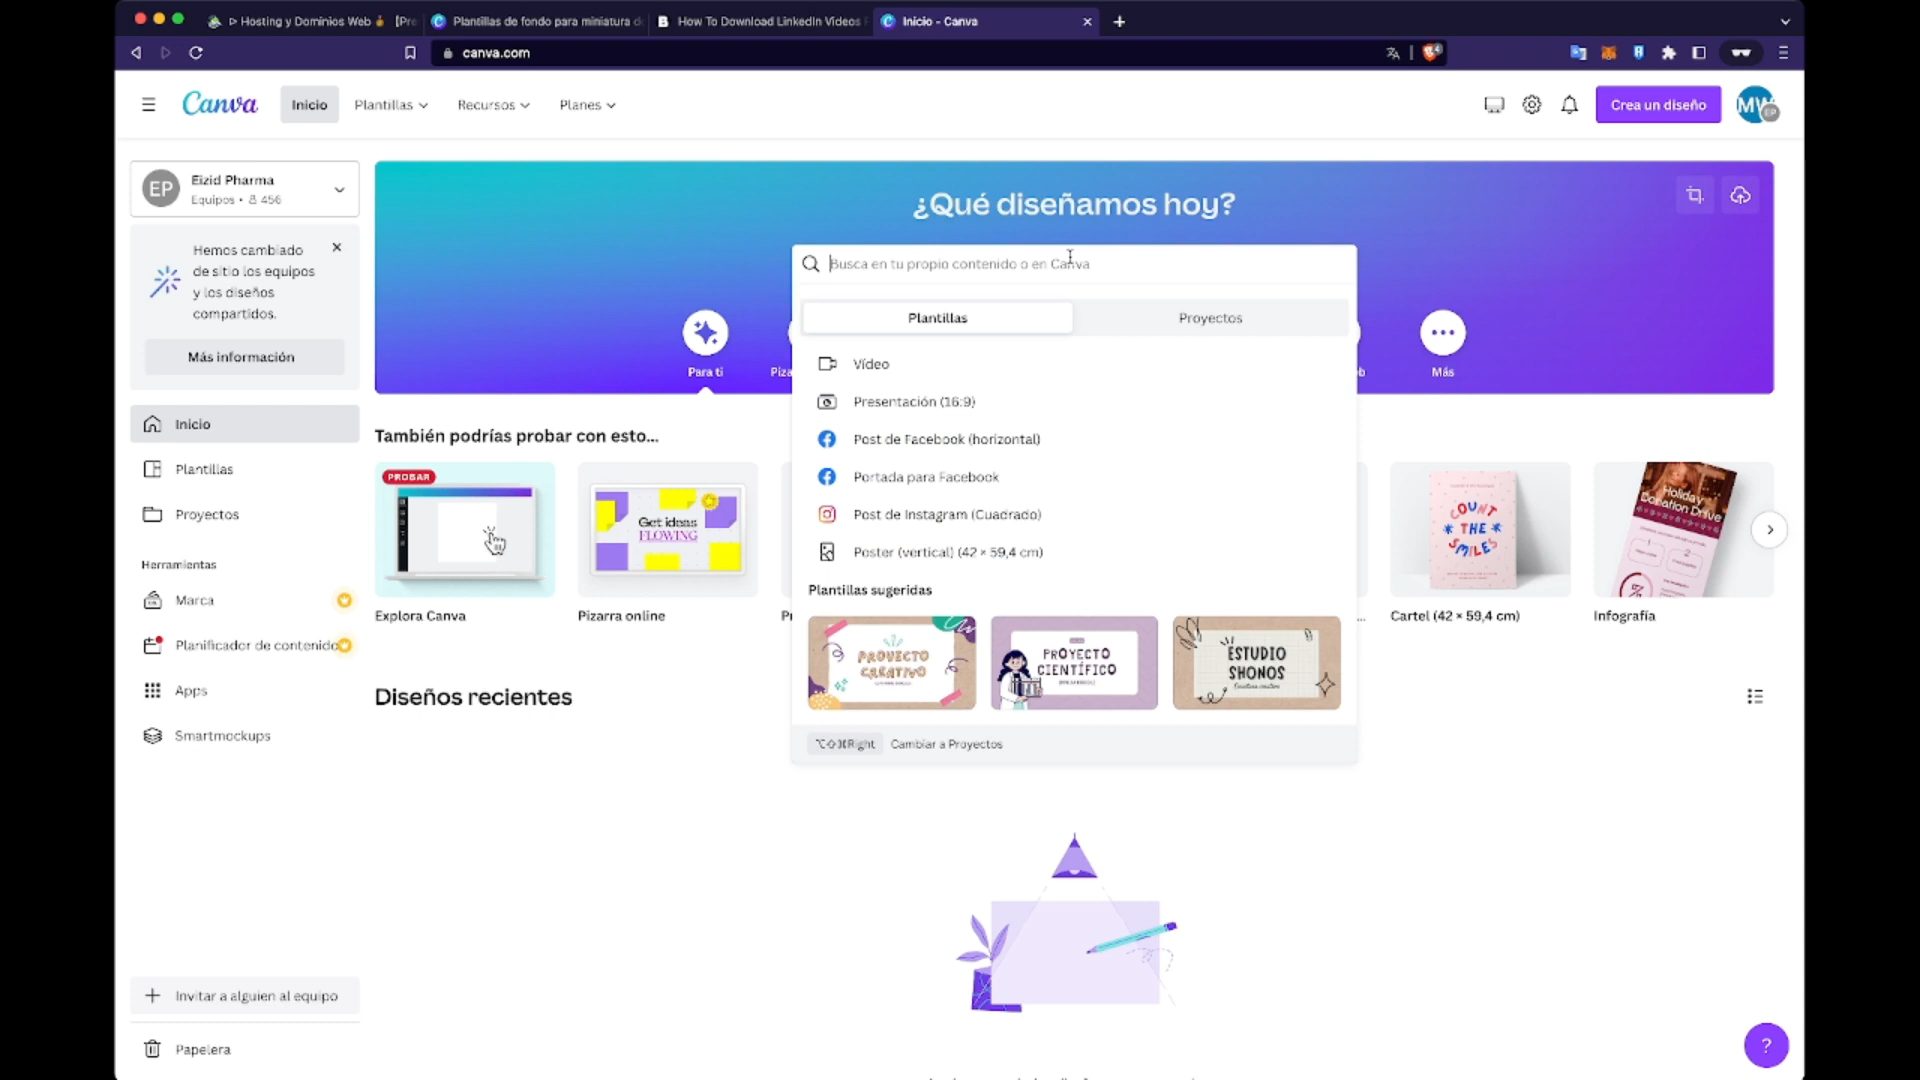 ᐅ Hosting y Dominios Web 🥇 [Pre
Plantillas de fondo para miniatura d
How To Download LinkedIn Videos F
Inicio - Canva
canva.com
Canva
Inicio
Plantillas
Recursos
Planes
Crea un diseño
MW
EP
EP
Eizid Pharma
Equipos • 456
Hemos cambiado
de sitio los equipos
y los diseños
compartidos.
Más información
Inicio
Plantillas
Proyectos
Herramientas
Marca
Planificador de contenido
Apps
Smartmockups
Invitar a alguien al equipo
Papelera
¿Qué diseñamos hoy?
Busca en tu propio contenido o en Canva
Plantillas
Proyectos
Para ti
Piza
b
Más
Vídeo
Presentación (16:9)
Post de Facebook (horizontal)
Portada para Facebook
Post de Instagram (Cuadrado)
Poster (vertical) (42 × 59,4 cm)
Plantillas sugeridas
PROYECTO
CREATIVO
PROYECTO
CIENTÍFICO
ESTUDIO
SHONOS
⌥⇧⌘Right
Cambiar a Proyectos
También podrías probar con esto...
PROBAR
Explora Canva
Get ideas
FLOWING
Pizarra online
Pr
...
COUNT
THE
SMILES
Cartel (42 × 59,4 cm)
Holiday
Donation Drive
Infografía
Diseños recientes
?